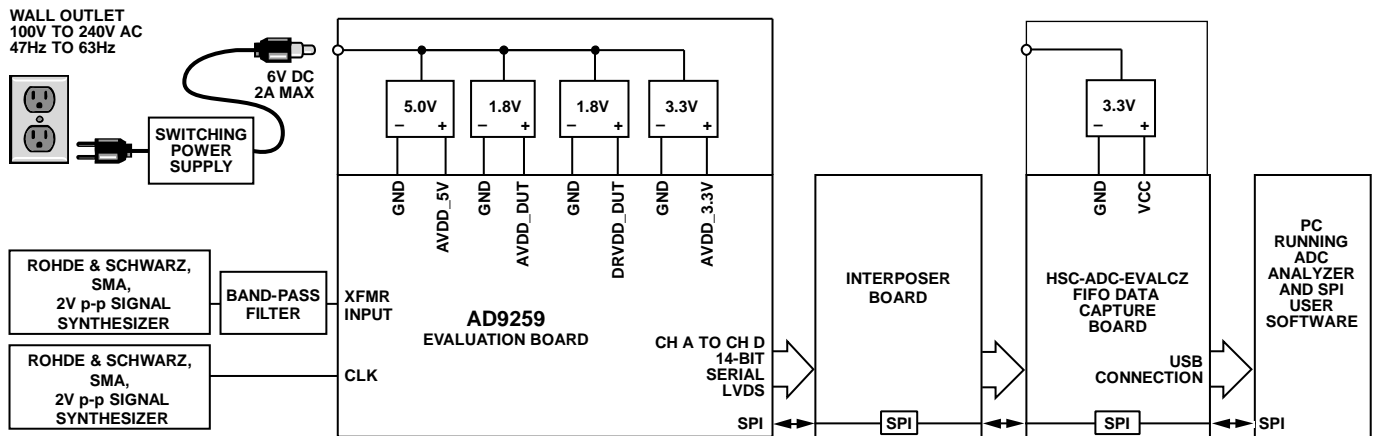 WALL OUTLET
100V TO 240V AC
47Hz TO 63Hz
6V DC
2A MAX
SWITCHING
POWER
SUPPLY
5.0V
– +
1.8V
– +
1.8V
– +
3.3V
– +
3.3V
– +
GND
AVDD_5V
GND
AVDD_DUT
GND
DRVDD_DUT
GND
AVDD_3.3V
GND
VCC
ROHDE & SCHWARZ,
SMA,
2V p-p SIGNAL
SYNTHESIZER
BAND-PASS
FILTER
XFMR
INPUT
ROHDE & SCHWARZ,
SMA,
2V p-p SIGNAL
SYNTHESIZER
CLK
AD9259
EVALUATION BOARD
CH A TO CH D
14-BIT
SERIAL
LVDS
SPI
INTERPOSER
BOARD
SPI
HSC-ADC-EVALCZ
FIFO DATA
CAPTURE
BOARD
USB
CONNECTION
SPI
PC
RUNNING
ADC
ANALYZER
AND SPI
USER
SOFTWARE
SPI